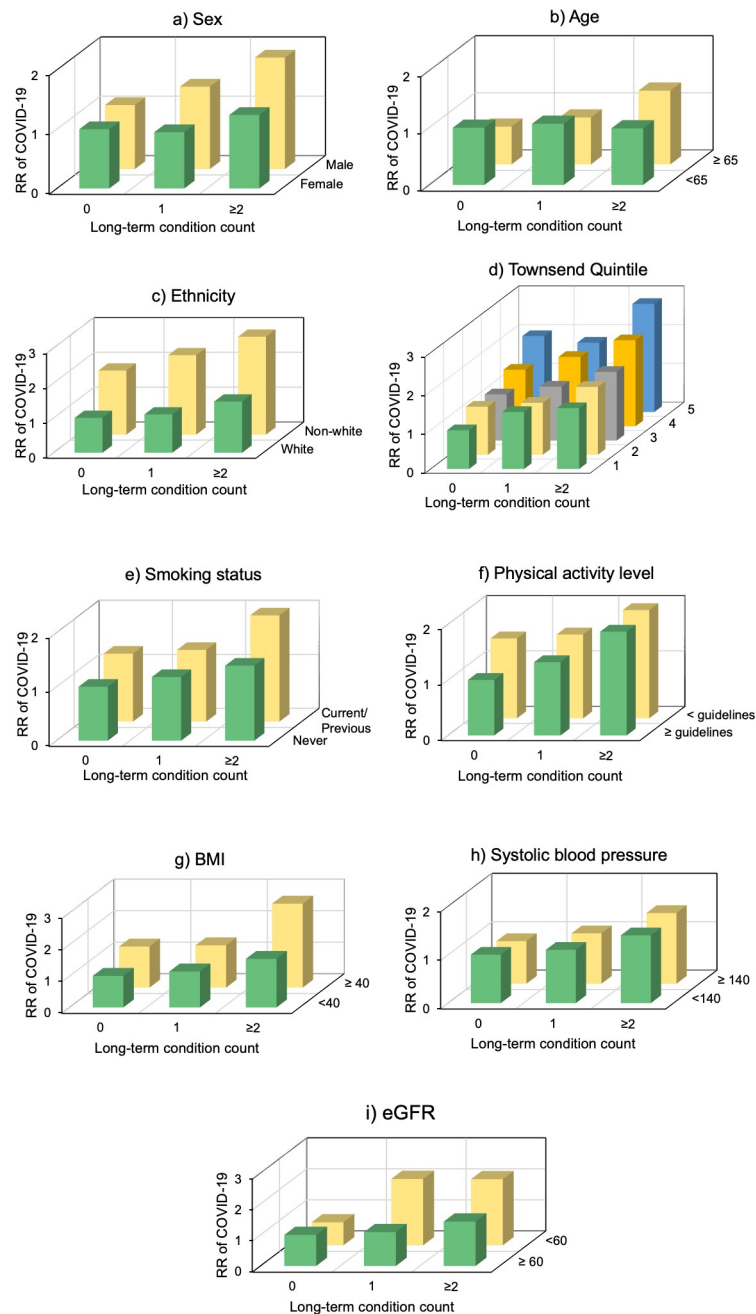 a) Sex
2
1
0
RR of COVID-19
Male
Female
0 1 ≥2
Long-term condition count
b) Age
2
1
0
RR of COVID-19
≥ 65
<65
0 1 ≥2
Long-term condition count
c) Ethnicity
3
2
1
0
RR of COVID-19
Non-white
White
0 1 ≥2
Long-term condition count
d) Townsend Quintile
3
2
1
0
RR of COVID-19
5
4
3
2
1
0 1 ≥2
Long-term condition count
e) Smoking status
2
1
0
RR of COVID-19
Current/
Previous
Never
0 1 ≥2
Long-term condition count
f) Physical activity level
2
1
0
RR of COVID-19
< guidelines
≥ guidelines
0 1 ≥2
Long-term condition count
g) BMI
3
2
1
0
RR of COVID-19
≥ 40
<40
0 1 ≥2
Long-term condition count
h) Systolic blood pressure
2
1
0
RR of COVID-19
≥ 140
<140
0 1 ≥2
Long-term condition count
i) eGFR
3
2
1
0
RR of COVID-19
<60
≥ 60
0 1 ≥2
Long-term condition count